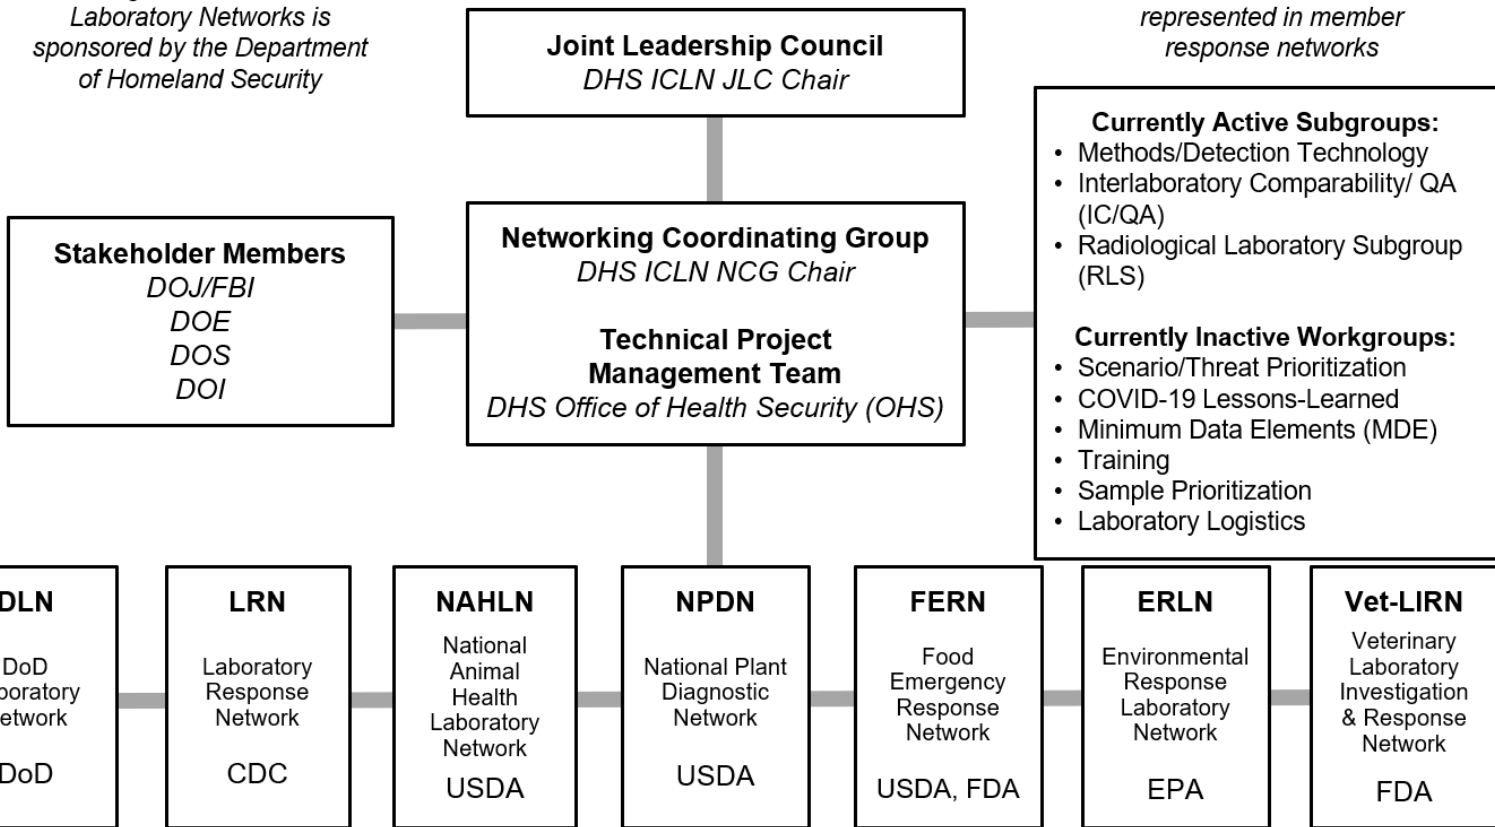 Laboratory Networks is
sponsored by the Department
of Homeland Security
represented in member
response networks
Joint Leadership Council
DHS ICLN JLC Chair
Stakeholder Members
DOJ/FBI
DOE
DOS
DOI
Networking Coordinating Group
DHS ICLN NCG Chair
Technical Project
Management Team
DHS Office of Health Security (OHS)
Currently Active Subgroups:
• Methods/Detection Technology
• Interlaboratory Comparability/ QA
(IC/QA)
• Radiological Laboratory Subgroup
(RLS)
Currently Inactive Workgroups:
• Scenario/Threat Prioritization
• COVID-19 Lessons-Learned
• Minimum Data Elements (MDE)
• Training
• Sample Prioritization
• Laboratory Logistics
DLN
DoD
boratory
etwork
DoD
LRN
Laboratory
Response
Network
CDC
NAHLN
National
Animal
Health
Laboratory
Network
USDA
NPDN
National Plant
Diagnostic
Network
USDA
FERN
Food
Emergency
Response
Network
USDA, FDA
ERLN
Environmental
Response
Laboratory
Network
EPA
Vet-LIRN
Veterinary
Laboratory
Investigation
& Response
Network
FDA